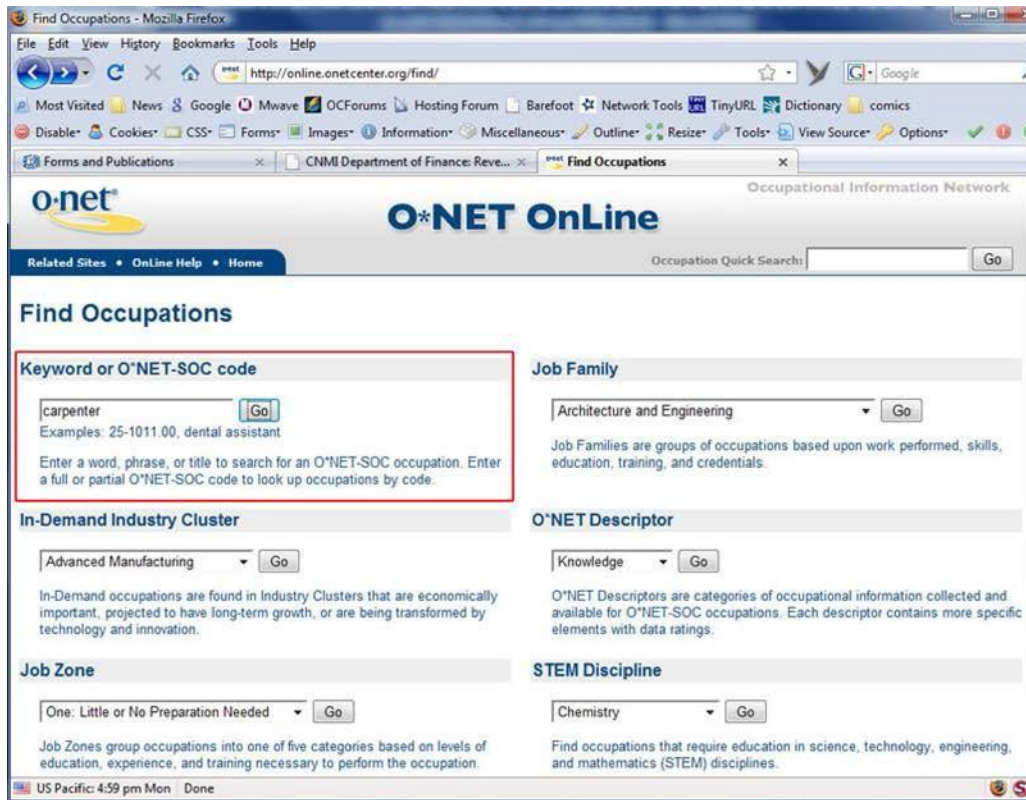 Find Occupations - Mozilla Firefox
File Edit View History Bookmarks Tools Help
http://online.onetcenter.org/find/
G Google
Most Visited News Google Mwave OCForums Hosting Forum Barefoot Network Tools TinyURL Dictionary comics
Disable Cookies CSS Forms Images Information Miscellaneous Outline Resize Tools View Source Options
Forms and Publications CNMI Department of Finance: Reve... Find Occupations
Occupational Information Network
o·net
O*NET OnLine
Related Sites • OnLine Help • Home
Occupation Quick Search: Go
Find Occupations
Keyword or O*NET-SOC code
carpenter Go
Examples: 25-1011.00, dental assistant
Enter a word, phrase, or title to search for an O*NET-SOC occupation. Enter
a full or partial O*NET-SOC code to look up occupations by code.
Job Family
Architecture and Engineering Go
Job Families are groups of occupations based upon work performed, skills,
education, training, and credentials.
In-Demand Industry Cluster
Advanced Manufacturing Go
In-Demand occupations are found in Industry Clusters that are economically
important, projected to have long-term growth, or are being transformed by
technology and innovation.
O*NET Descriptor
Knowledge Go
O*NET Descriptors are categories of occupational information collected and
available for O*NET-SOC occupations. Each descriptor contains more specific
elements with data ratings.
Job Zone
One: Little or No Preparation Needed Go
Job Zones group occupations into one of five categories based on levels of
education, experience, and training necessary to perform the occupation.
STEM Discipline
Chemistry Go
Find occupations that require education in science, technology, engineering,
and mathematics (STEM) disciplines.
US Pacific: 4:59 pm Mon Done